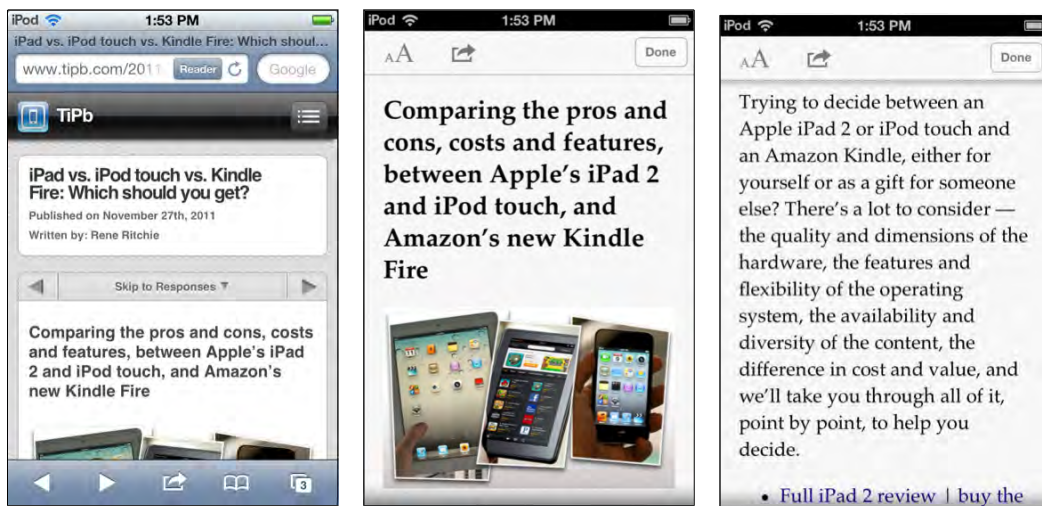 iPod 1:53 PM
iPad vs. iPod touch vs. Kindle Fire: Which shoul...
www.tipb.com/2011 Reader Google
TiPb
iPad vs. iPod touch vs. Kindle
Fire: Which should you get?
Published on November 27th, 2011
Written by: Rene Ritchie
Skip to Responses
Comparing the pros and cons, costs
and features, between Apple's iPad
2 and iPod touch, and Amazon's
new Kindle Fire
3
iPod 1:53 PM
AA Done
Comparing the pros and
cons, costs and features,
between Apple’s iPad 2
and iPod touch, and
Amazon’s new Kindle
Fire
iPod 1:53 PM
AA Done
Trying to decide between an
Apple iPad 2 or iPod touch and
an Amazon Kindle, either for
yourself or as a gift for someone
else? There’s a lot to consider —
the quality and dimensions of the
hardware, the features and
flexibility of the operating
system, the availability and
diversity of the content, the
difference in cost and value, and
we’ll take you through all of it,
point by point, to help you
decide.
• Full iPad 2 review | buy the